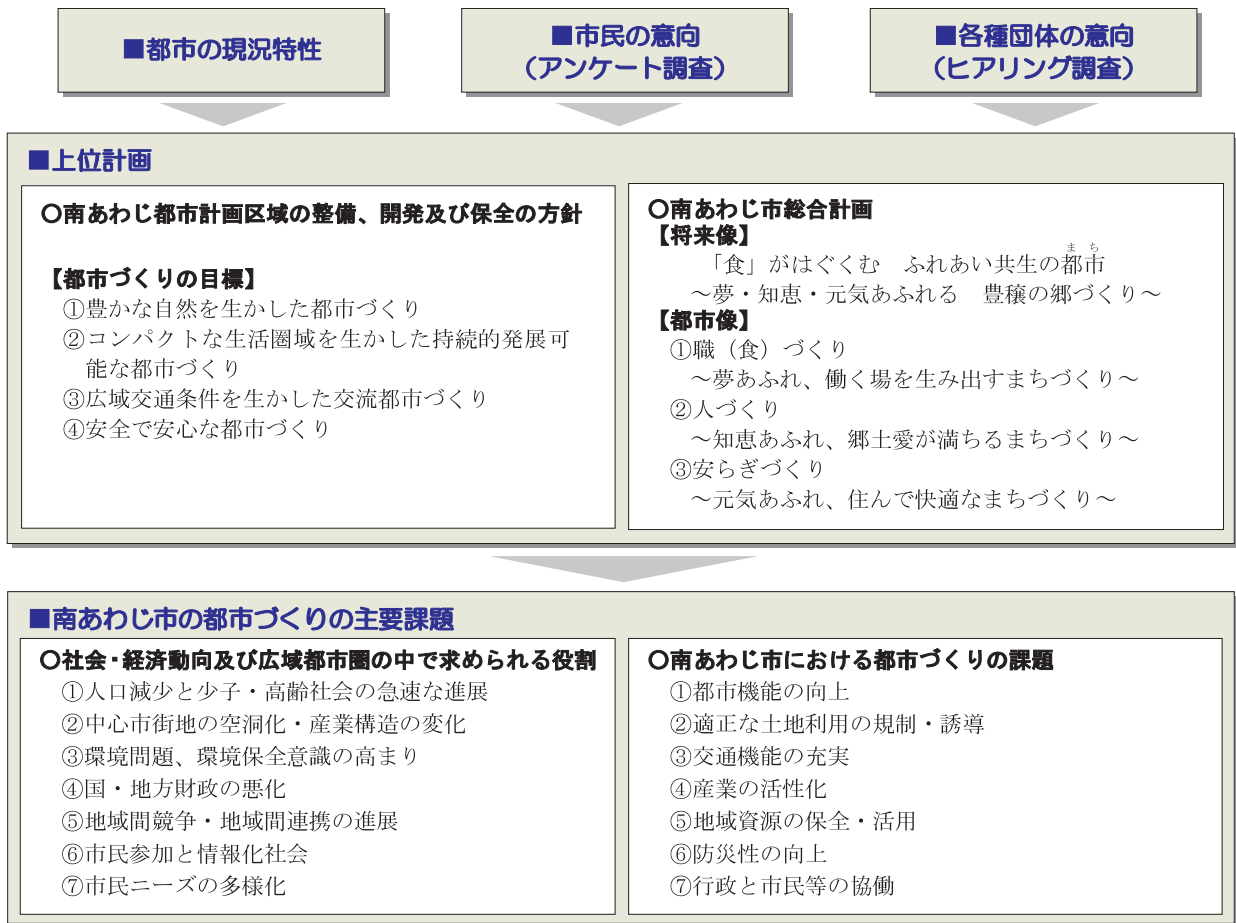 ■都市の現況特性
■市民の意向
（アンケート調査）
■各種団体の意向
（ヒアリング調査）
■上位計画
○南あわじ都市計画区域の整備、開発及び保全の方針
【都市づくりの目標】
①豊かな自然を生かした都市づくり
②コンパクトな生活圏域を生かした持続的発展可
能な都市づくり
③広域交通条件を生かした交流都市づくり
④安全で安心な都市づくり
○南あわじ市総合計画
【将来像】
まち
「食」がはぐくむ　ふれあい共生の都市
～夢・知恵・元気あふれる　豊穣の郷づくり～
【都市像】
①職（食）づくり
～夢あふれ、働く場を生み出すまちづくり～
②人づくり
～知恵あふれ、郷土愛が満ちるまちづくり～
③安らぎづくり
～元気あふれ、住んで快適なまちづくり～
■南あわじ市の都市づくりの主要課題
○社会・経済動向及び広域都市圏の中で求められる役割
①人口減少と少子・高齢社会の急速な進展
②中心市街地の空洞化・産業構造の変化
③環境問題、環境保全意識の高まり
④国・地方財政の悪化
⑤地域間競争・地域間連携の進展
⑥市民参加と情報化社会
⑦市民ニーズの多様化
○南あわじ市における都市づくりの課題
①都市機能の向上
②適正な土地利用の規制・誘導
③交通機能の充実
④産業の活性化
⑤地域資源の保全・活用
⑥防災性の向上
⑦行政と市民等の協働